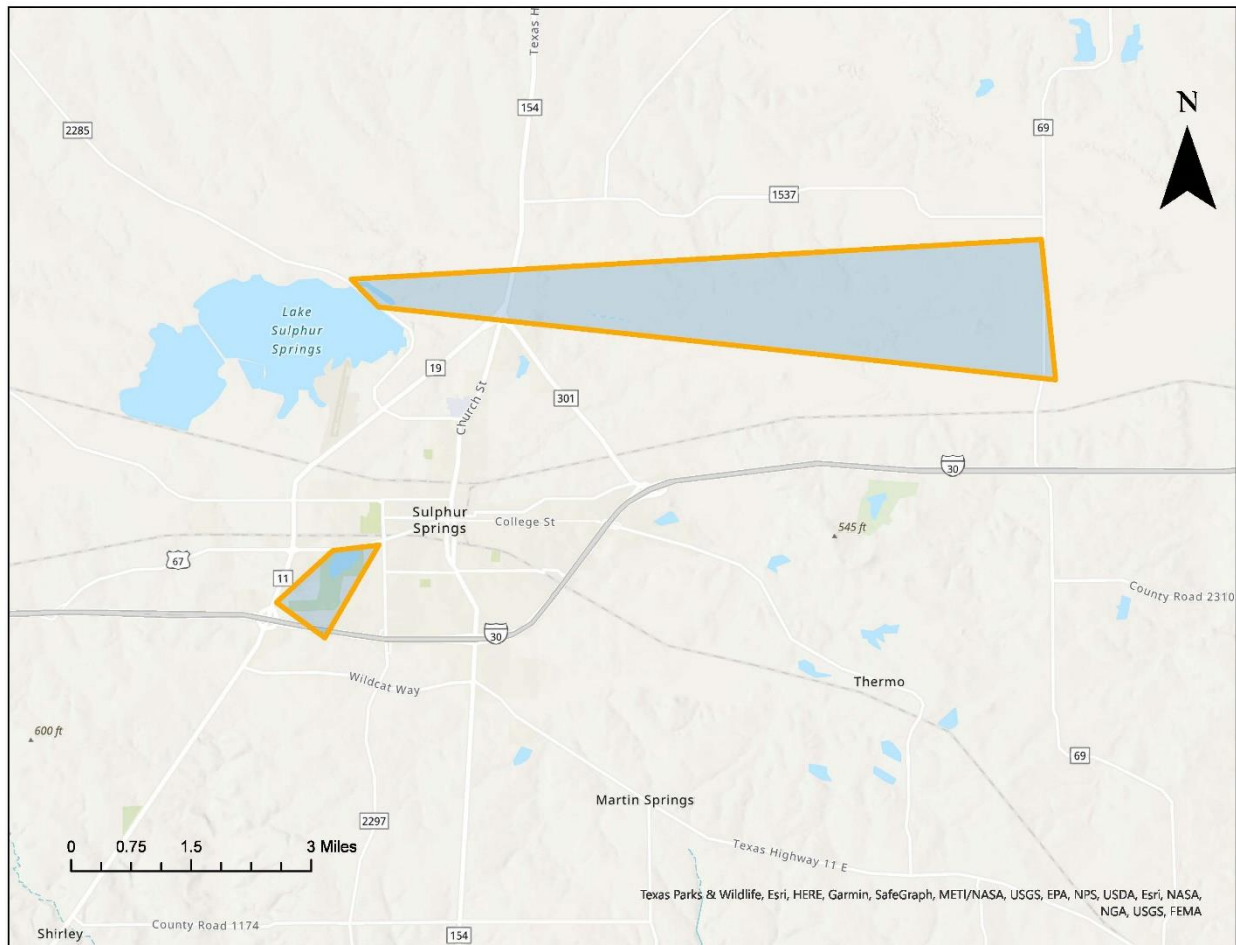 Texas H
154
2285
69
N
1537
Lake
Sulphur
Springs
19
Church St
301
30
Sulphur
Springs
College St
545 ft
67
11
County Road 2310
30
Wildcat Way
Thermo
600 ft
69
Martin Springs
2297
0 0.75 1.5 3 Miles
Texas Highway 11 E
Texas Parks & Wildlife, Esri, HERE, Garmin, SafeGraph, METI/NASA, USGS, EPA, NPS, USDA, Esri, NASA,
NGA, USGS, FEMA
County Road 1174
Shirley
154